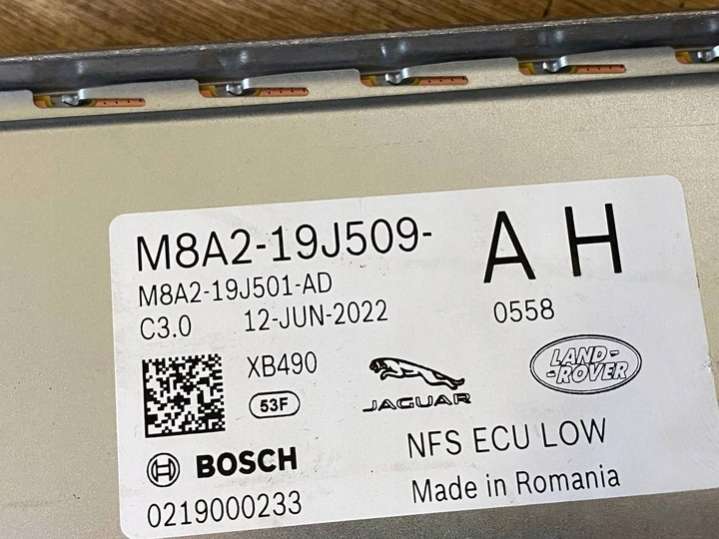 M8A2-19J509- A H
M8A2-19J501-AD
C3.0 12-JUN-2022 0558
XB490
53F
JAGUAR
LAND-
-ROVER
BOSCH
NFS ECU LOW
0219000233
Made in Romania